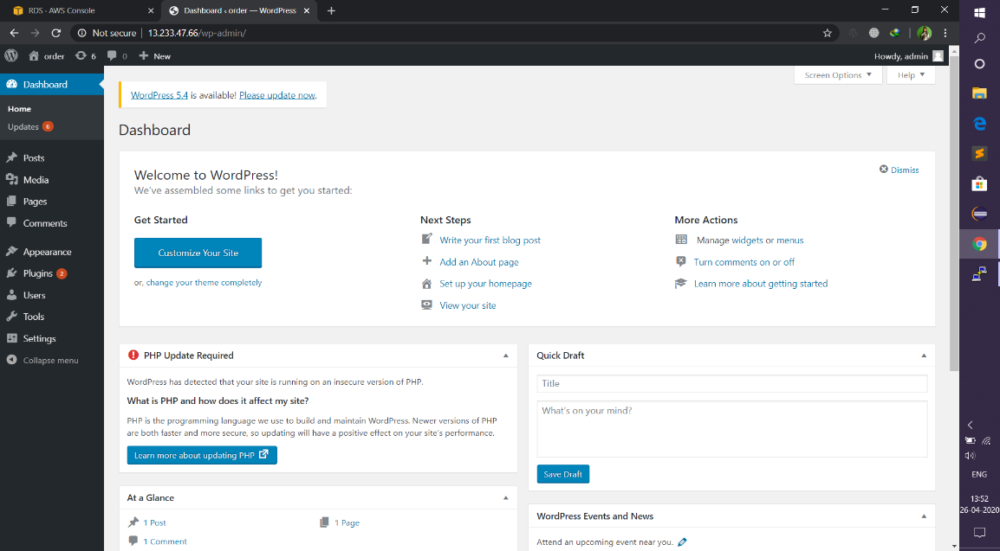 RDS - AWS Console
Dashboard ‹ order — WordPress
Not secure | 13.233.47.66/wp-admin/
order
6
0
New
Howdy, admin
Dashboard
Home
Updates 6
Posts
Media
Pages
Comments
Appearance
Plugins 2
Users
Tools
Settings
Collapse menu
Screen Options
Help
WordPress 5.4 is available! Please update now.
Dashboard
Welcome to WordPress!
We've assembled some links to get you started:
Dismiss
Get Started
Customize Your Site
or, change your theme completely
Next Steps
Write your first blog post
Add an About page
Set up your homepage
View your site
More Actions
Manage widgets or menus
Turn comments on or off
Learn more about getting started
PHP Update Required
WordPress has detected that your site is running on an insecure version of PHP.
What is PHP and how does it affect my site?
PHP is the programming language we use to build and maintain WordPress. Newer versions of PHP
are both faster and more secure, so updating will have a positive effect on your site's performance.
Learn more about updating PHP
At a Glance
1 Post
1 Page
1 Comment
Quick Draft
Title
What's on your mind?
Save Draft
WordPress Events and News
Attend an upcoming event near you.
ENG
13:52
26-04-2020